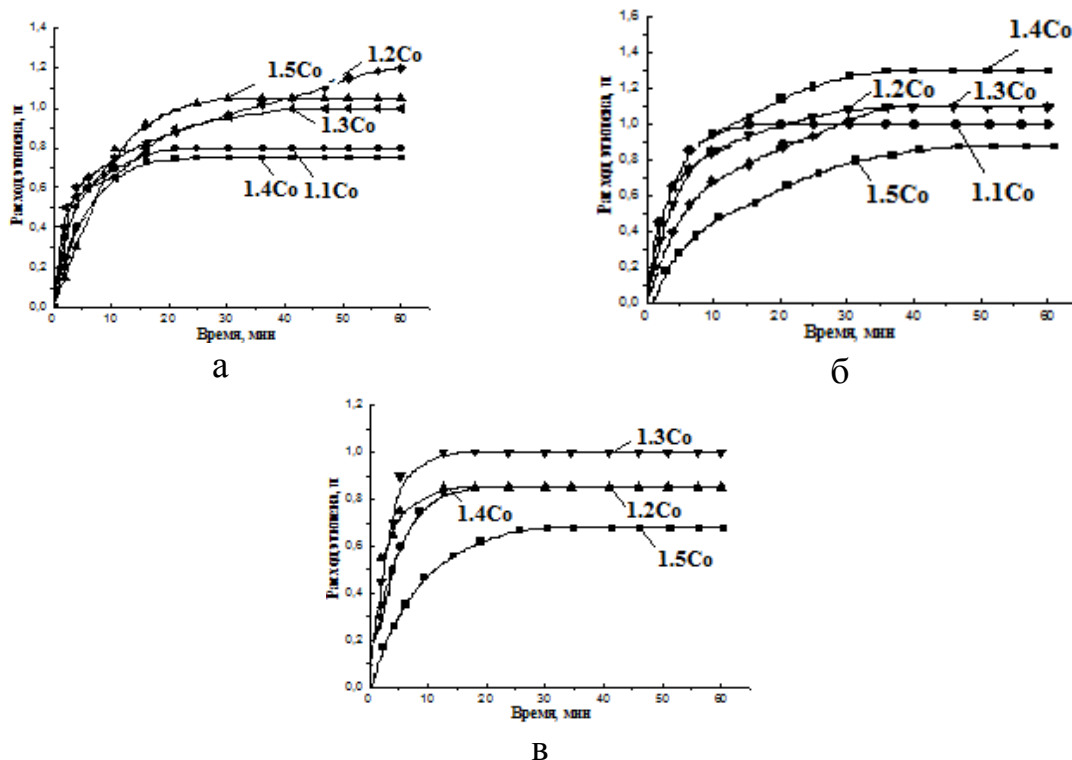 1,4
1,2
1,0
0,8
0,6
0,4
0,2
0,0
Расход этилена, л
0 10 20 30 40 50 60
Время, мин
1.5Co
1.2Co
1.3Co
1.4Co
1.1Co
а
1,6
1,4
1,2
1,0
0,8
0,6
0,4
0,2
0,0
Расход этилена, л
0 10 20 30 40 50 60
Время, мин
1.4Co
1.2Co
1.3Co
1.5Co
1.1Co
б
1,2
1,0
0,8
0,6
0,4
0,2
0,0
Расход этилена, л
0 10 20 30 40 50 60
Время, мин
1.3Co
1.4Co
1.2Co
1.5Co
в